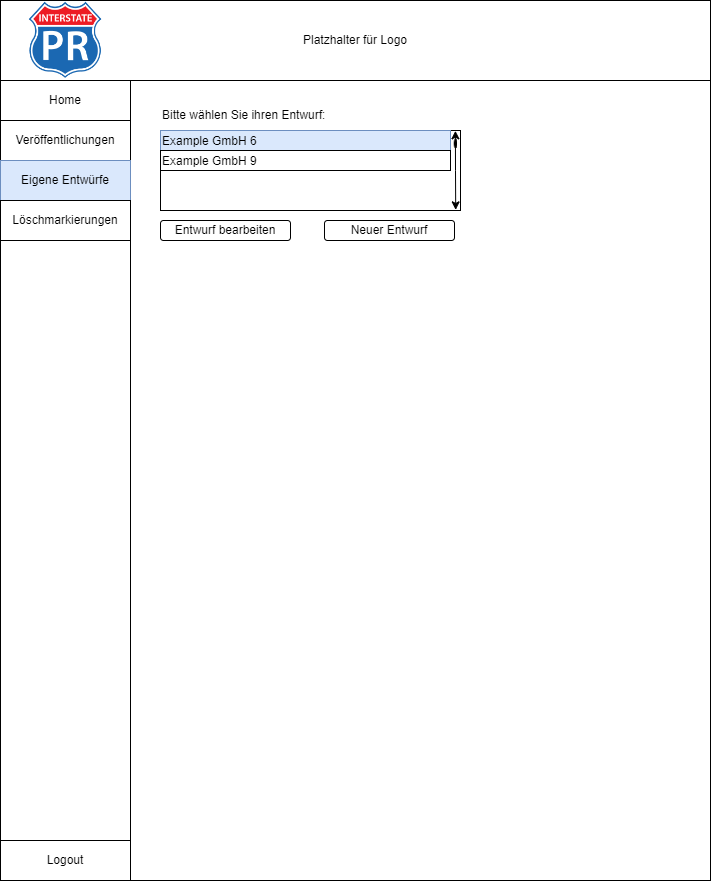 INTERSTATE
PR
Platzhalter für Logo
Home
Veröffentlichungen
Eigene Entwürfe
Löschmarkierungen
Bitte wählen Sie ihren Entwurf:
Example GmbH 6
Example GmbH 9
Entwurf bearbeiten
Neuer Entwurf
Logout